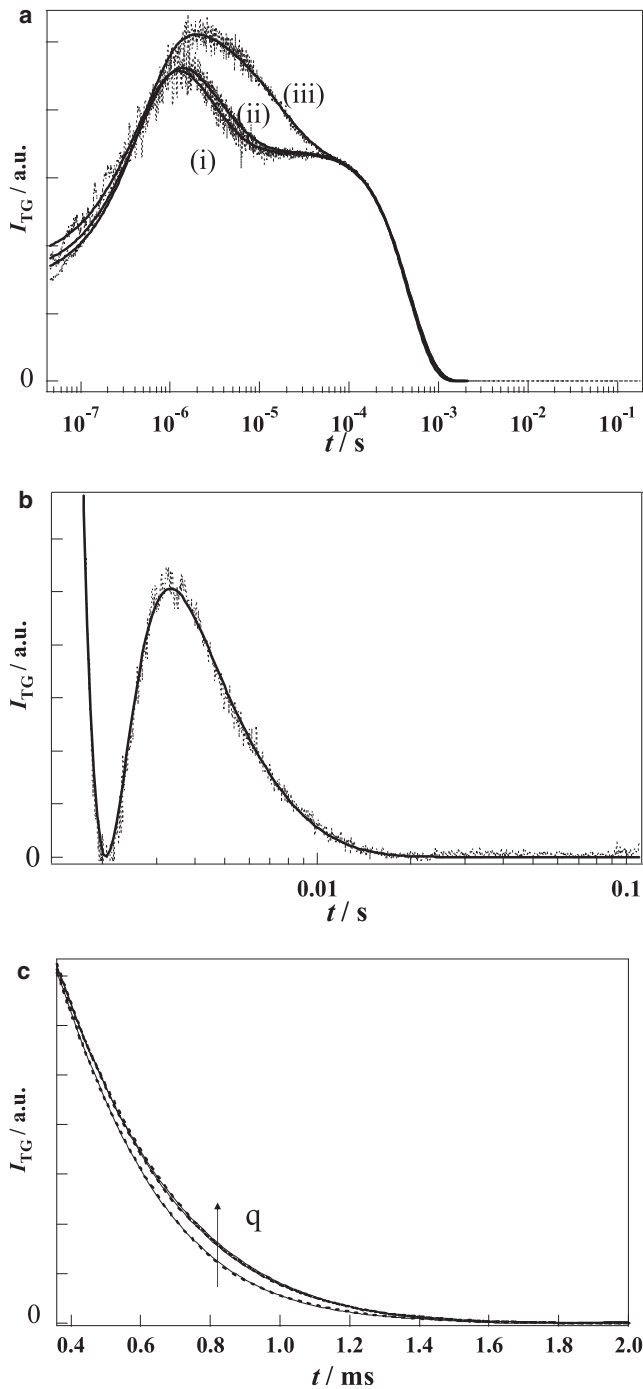 a
I_TG / a.u.
(iii)
(ii)
(i)
0
10^-7 10^-6 10^-5 10^-4 10^-3 10^-2 10^-1
t / s
b
I_TG / a.u.
0
0.01 0.1
t / s
c
I_TG / a.u.
q
0
0.4 0.6 0.8 1.0 1.2 1.4 1.6 1.8 2.0
t / ms